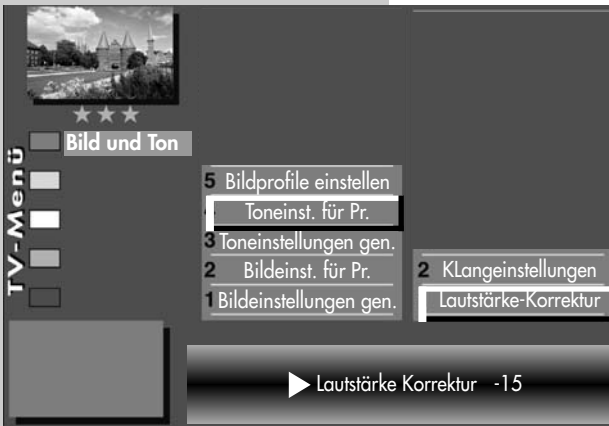 TV-Menü
Bild und Ton
5 Bildprofile einstellen
Toneinst. für Pr.
3 Toneinstellungen gen.
2 Bildeinst. für Pr.
1 Bildeinstellungen gen.
2 KLangeinstellungen
Lautstärke-Korrektur
Lautstärke Korrektur -15